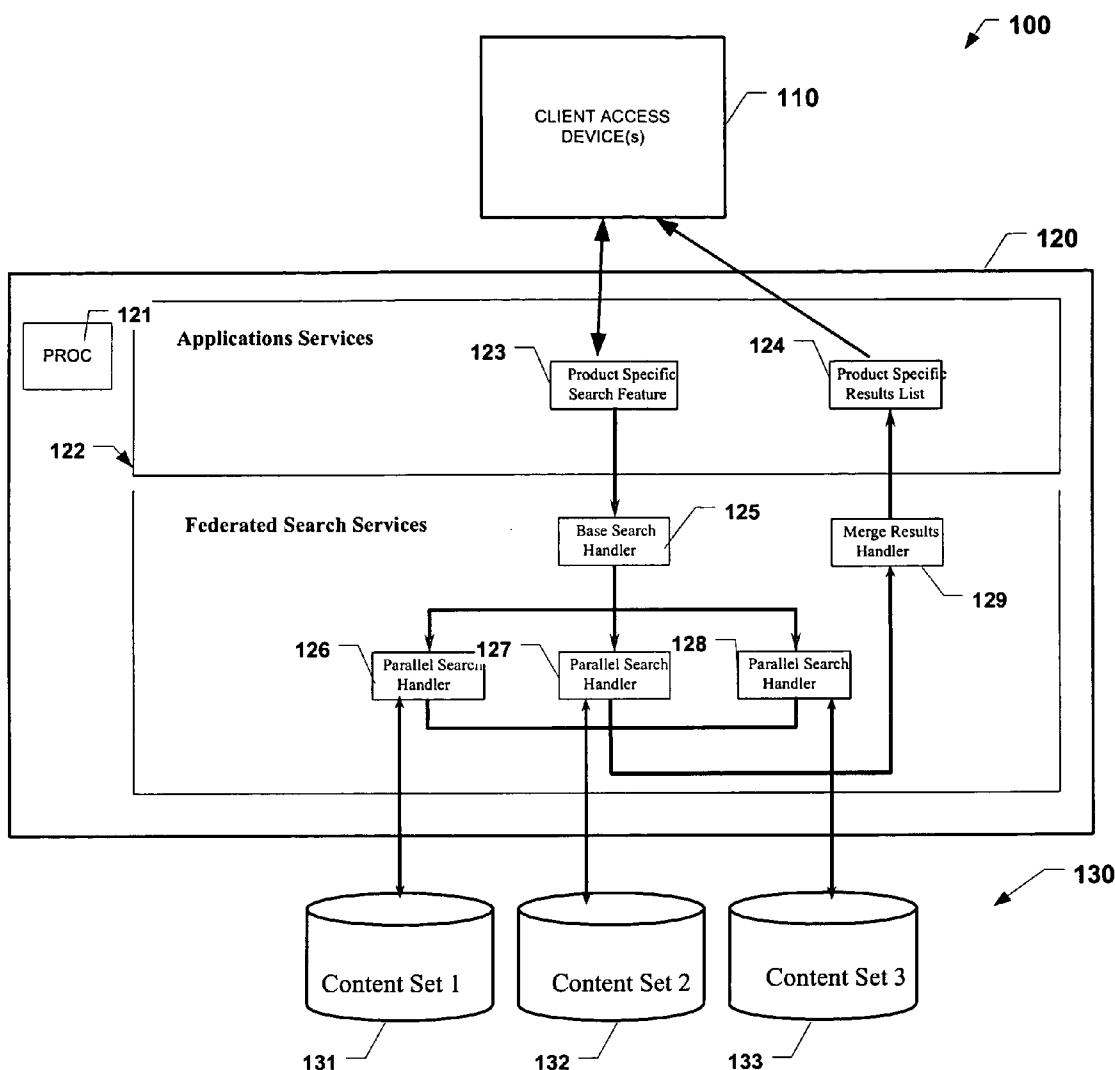 100
110
CLIENT ACCESS
DEVICE(s)
120
121
PROC
Applications Services
123
Product Specific
Search Feature
124
Product Specific
Results List
122
Federated Search Services
125
Base Search
Handler
Merge Results
Handler
129
126
Parallel Search
Handler
127
Parallel Search
Handler
128
Parallel Search
Handler
130
Content Set 1
Content Set 2
Content Set 3
131
132
133